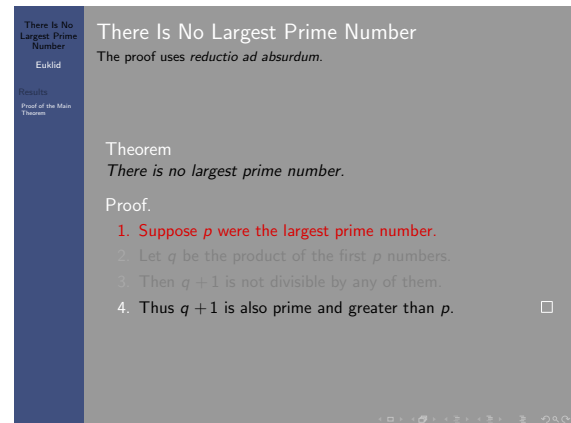 There Is No
Largest Prime
Number
Euklid
Results
Proof of the Main
Theorem
There Is No Largest Prime Number
The proof uses reductio ad absurdum.
Theorem
There is no largest prime number.
Proof.
1. Suppose p were the largest prime number.
2. Let q be the product of the first p numbers.
3. Then q + 1 is not divisible by any of them.
4. Thus q + 1 is also prime and greater than p.